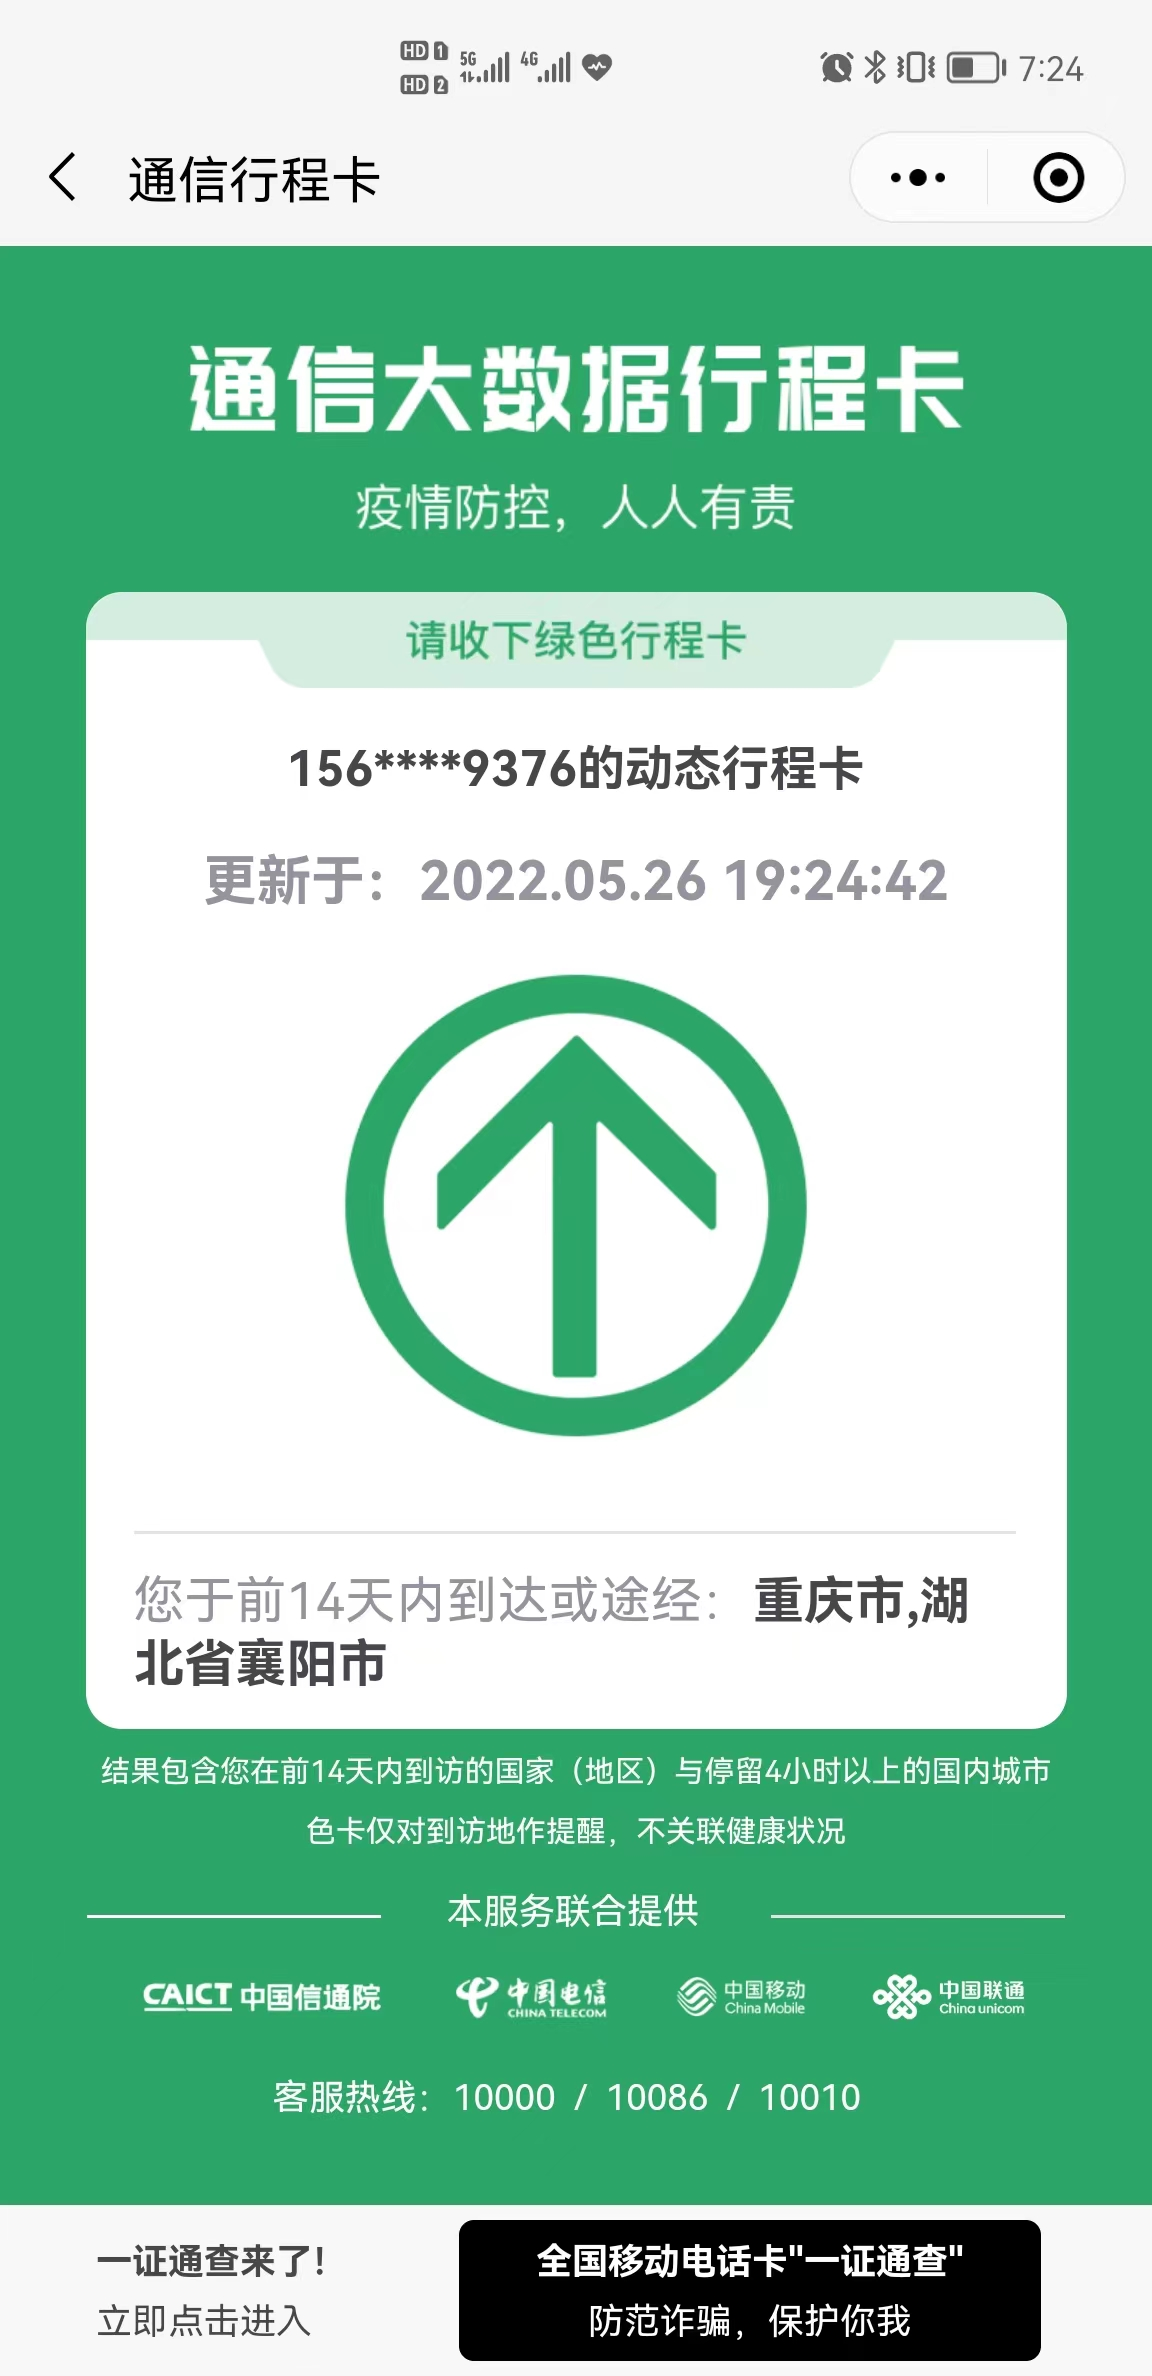 HD 1 5G 4G
HD 2
7:24
通信行程卡
通信大数据行程卡
疫情防控，人人有责
请收下绿色行程卡
156****9376的动态行程卡
更新于：2022.05.26 19:24:42
您于前14天内到达或途经：重庆市,湖
北省襄阳市
结果包含您在前14天内到访的国家（地区）与停留4小时以上的国内城市
色卡仅对到访地作提醒，不关联健康状况
本服务联合提供
CAICT 中国信通院
中国电信
CHINA TELECOM
中国移动
China Mobile
中国联通
China unicom
客服热线：10000 / 10086 / 10010
一证通查来了!
立即点击进入
全国移动电话卡"一证通查"
防范诈骗，保护你我